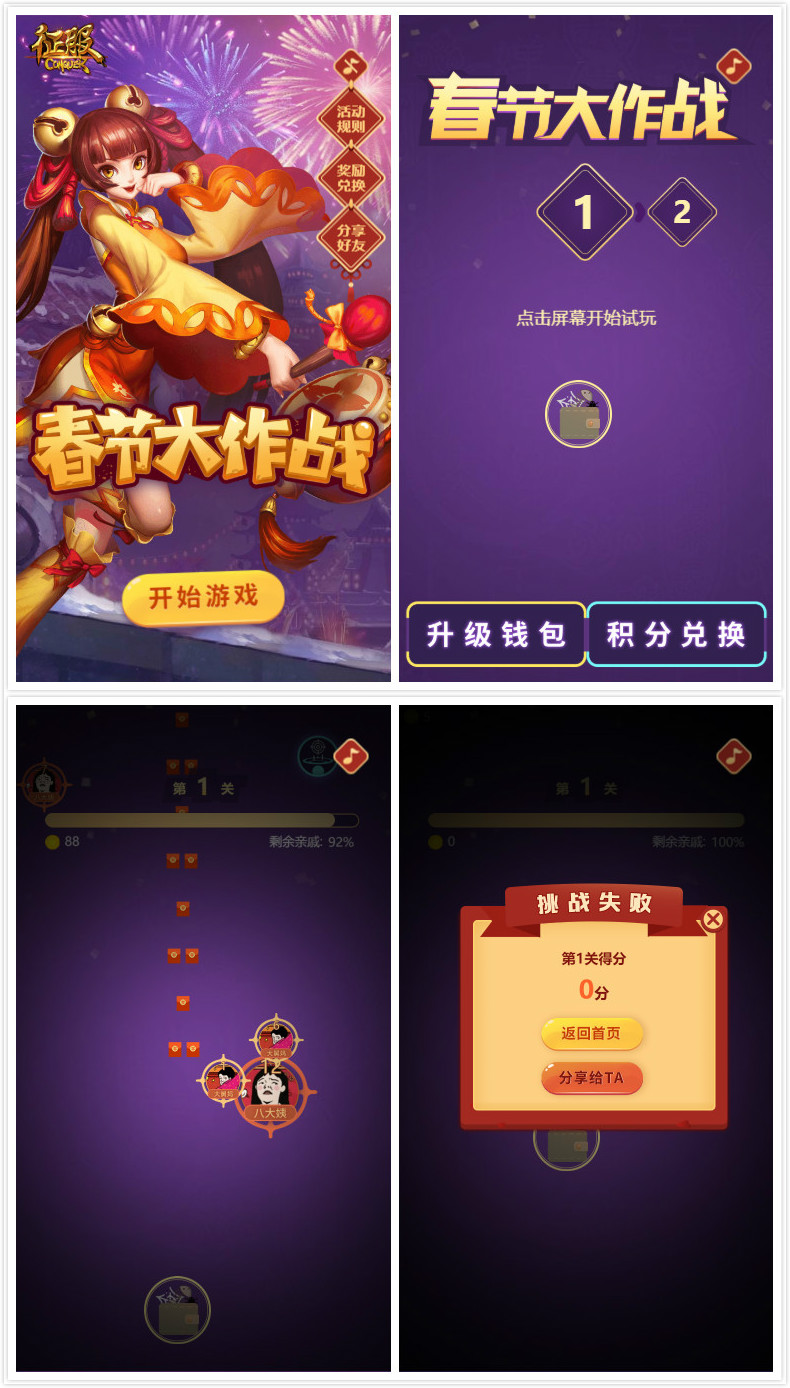 征服
CONQUER
活动
规则
奖励
兑换
分享
好友
春节大作战
开始游戏
春节大作战
1
2
点击屏幕开始试玩
升级钱包
积分兑换
第 1 关
88
剩余亲戚: 92%
6
大舅妈
12
大舅妈
八大姨
第 1 关
0
剩余亲戚: 100%
挑战失败
第1关得分
0分
返回首页
分享给TA